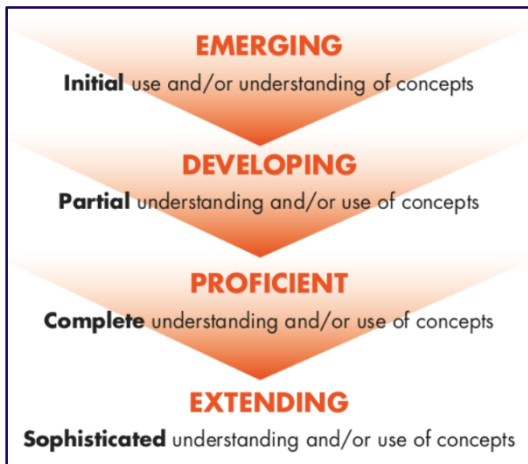 EMERGING
Initial use and/or understanding of concepts
DEVELOPING
Partial understanding and/or use of concepts
PROFICIENT
Complete understanding and/or use of concepts
EXTENDING
Sophisticated understanding and/or use of concepts